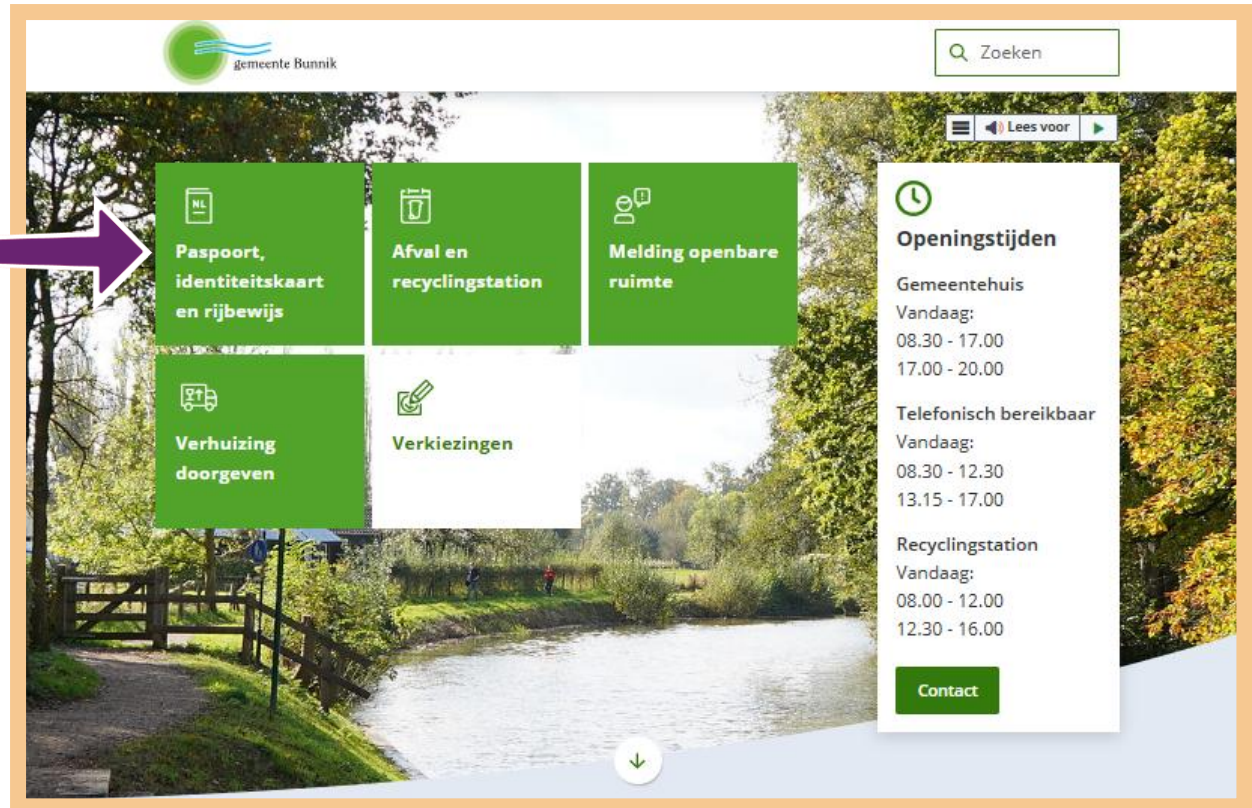 gemeente Bunnik
Zoeken
Lees voor
NL
Paspoort,
identiteitskaart
en rijbewijs
Afval en
recyclingstation
Melding openbare
ruimte
Verhuizing
doorgeven
Verkiezingen
Openingstijden
Gemeentehuis
Vandaag:
08.30 - 17.00
17.00 - 20.00
Telefonisch bereikbaar
Vandaag:
08.30 - 12.30
13.15 - 17.00
Recyclingstation
Vandaag:
08.00 - 12.00
12.30 - 16.00
Contact